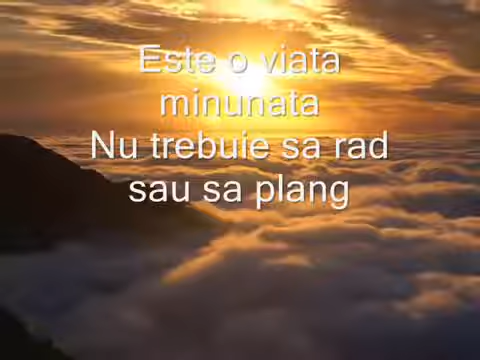 Este o viata
minunata
Nu trebuie sa rad
sau sa plang